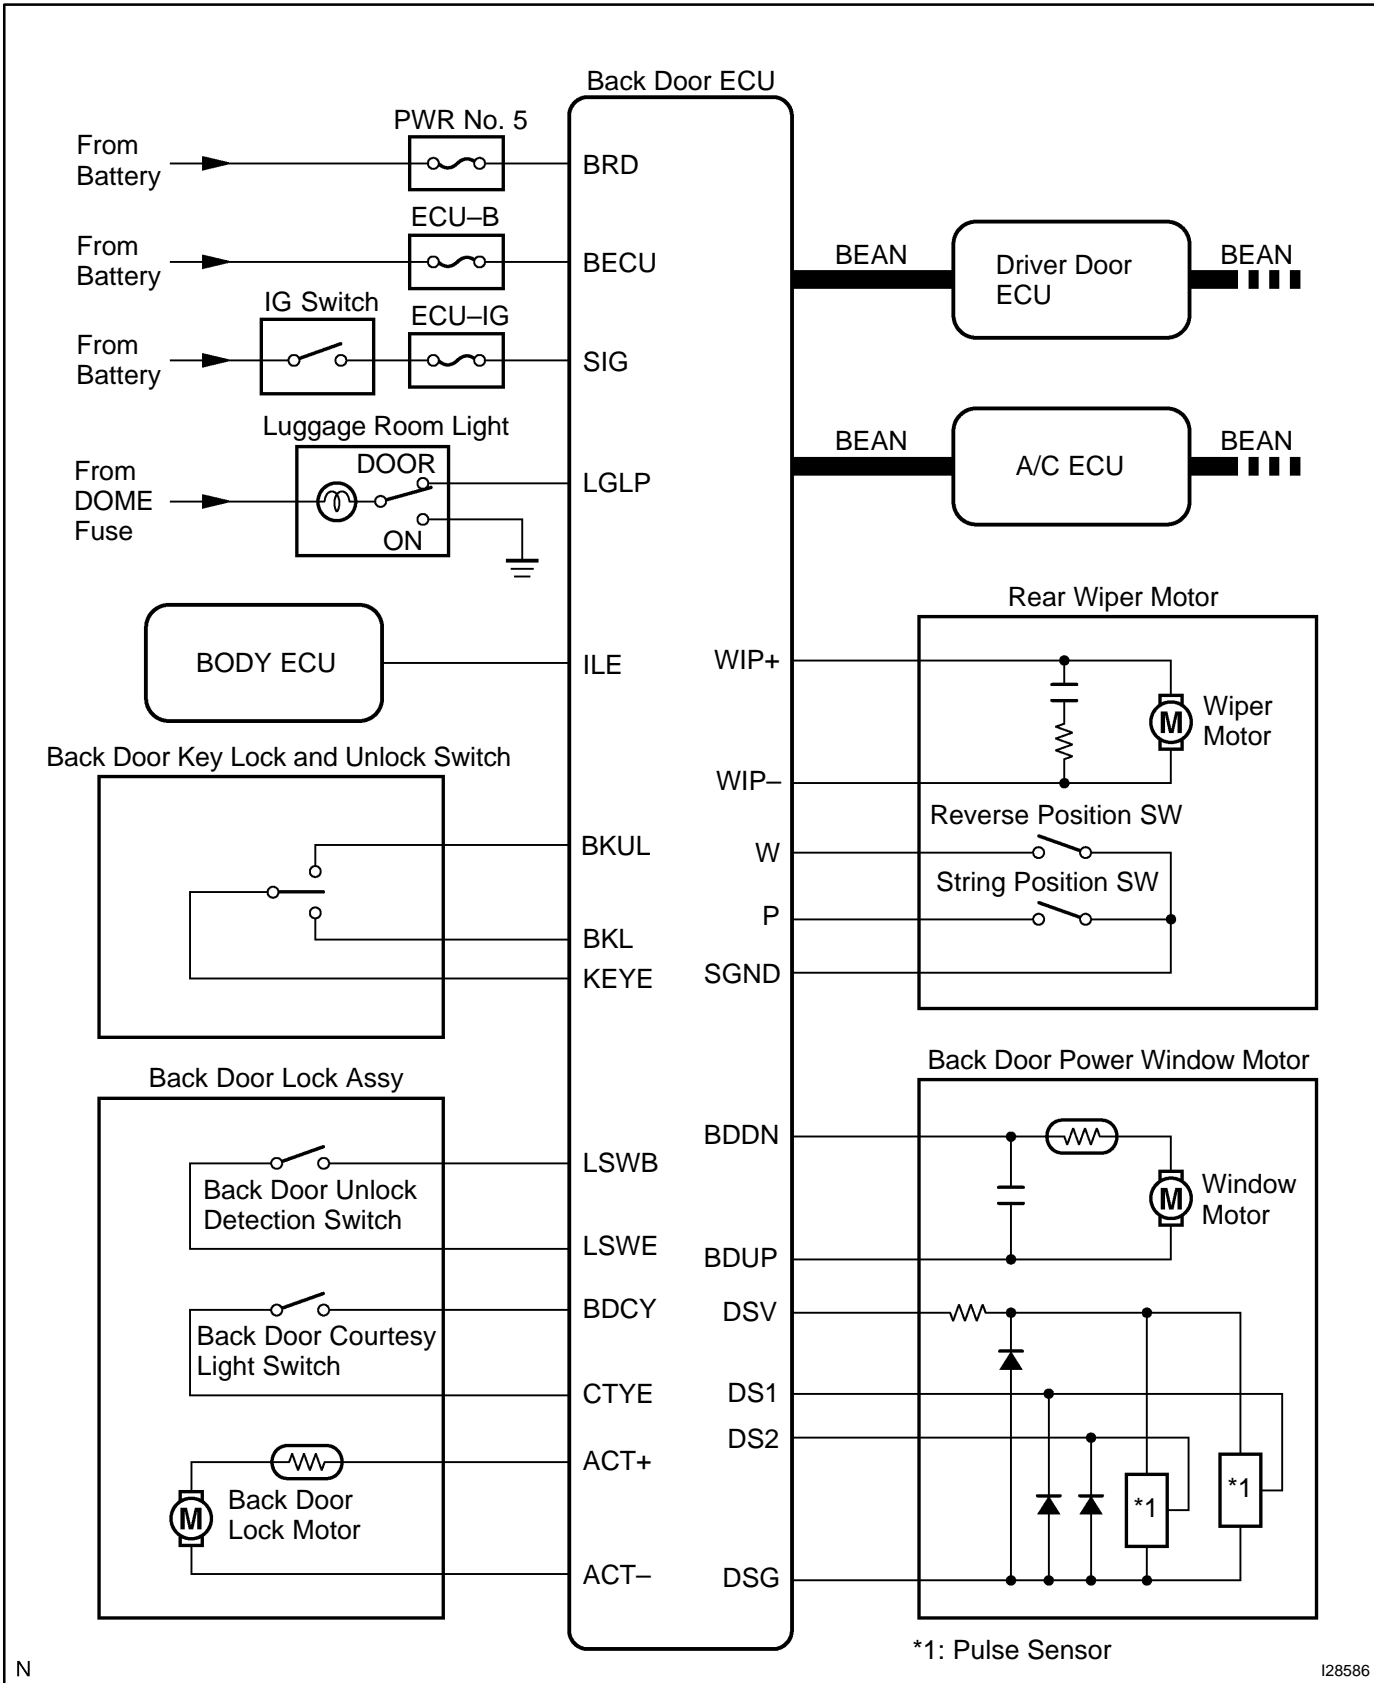 Back Door ECU
PWR No. 5
From
Battery
BRD
ECU–B
From
Battery
BECU
IG Switch
ECU–IG
From
Battery
SIG
Luggage Room Light
DOOR
From
DOME
Fuse
LGLP
ON
BODY ECU
ILE
Back Door Key Lock and Unlock Switch
BKUL
BKL
KEYE
Back Door Lock Assy
LSWB
Back Door Unlock
Detection Switch
LSWE
BDCY
Back Door Courtesy
Light Switch
CTYE
ACT+
M
Back Door
Lock Motor
ACT–
BEAN
Driver Door
ECU
BEAN
BEAN
A/C ECU
BEAN
Rear Wiper Motor
WIP+
M
Wiper
Motor
WIP–
Reverse Position SW
W
String Position SW
P
SGND
Back Door Power Window Motor
BDDN
M
Window
Motor
BDUP
DSV
DS1
DS2
*1
*1
DSG
*1: Pulse Sensor
N
I28586